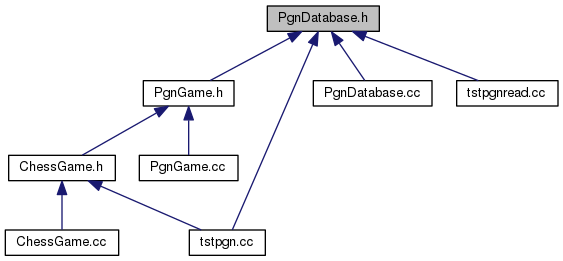 PgnDatabase.h
PgnGame.h
PgnDatabase.cc
tstpgnread.cc
ChessGame.h
PgnGame.cc
ChessGame.cc
tstpgn.cc